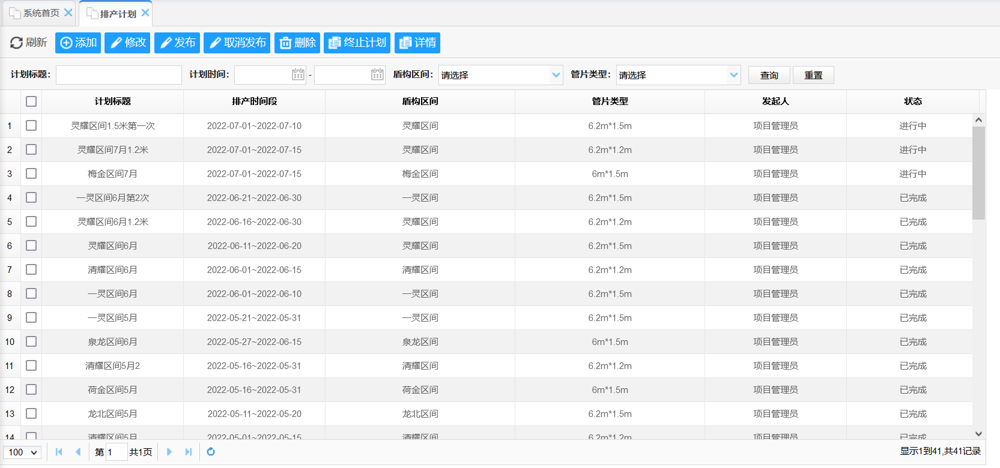 系统首页 排产计划
刷新 添加 修改 发布 取消发布 删除 终止计划 详情
计划标题: 计划时间: - 盾构区间: 请选择 管片类型: 请选择 查询 重置
计划标题 排产时间段 盾构区间 管片类型 发起人 状态
1 灵耀区间1.5米第一次 2022-07-01~2022-07-10 灵耀区间 6.2m*1.5m 项目管理员 进行中
2 灵耀区间7月1.2米 2022-07-01~2022-07-15 灵耀区间 6.2m*1.2m 项目管理员 进行中
3 梅金区间7月 2022-07-01~2022-07-15 梅金区间 6m*1.5m 项目管理员 进行中
4 一灵区间6月第2次 2022-06-21~2022-06-30 一灵区间 6.2m*1.5m 项目管理员 已完成
5 灵耀区间6月1.2米 2022-06-16~2022-06-30 灵耀区间 6.2m*1.2m 项目管理员 已完成
6 灵耀区间6月 2022-06-11~2022-06-20 灵耀区间 6.2m*1.5m 项目管理员 已完成
7 清耀区间6月 2022-06-01~2022-06-15 清耀区间 6.2m*1.2m 项目管理员 已完成
8 一灵区间6月 2022-06-01~2022-06-10 一灵区间 6.2m*1.5m 项目管理员 已完成
9 一灵区间5月 2022-05-21~2022-05-31 一灵区间 6.2m*1.5m 项目管理员 已完成
10 泉龙区间6月 2022-05-27~2022-06-15 泉龙区间 6m*1.5m 项目管理员 已完成
11 清耀区间5月2 2022-05-16~2022-05-31 清耀区间 6.2m*1.2m 项目管理员 已完成
12 荷金区间5月 2022-05-16~2022-05-31 荷金区间 6m*1.5m 项目管理员 已完成
13 龙北区间5月 2022-05-11~2022-05-20 龙北区间 6.2m*1.5m 项目管理员 已完成
14 清耀区间5月 2022-05-01~2022-05-15 清耀区间 6.2m*1.2m 项目管理员 已完成
100 第 1 共1页 显示1到41,共41记录